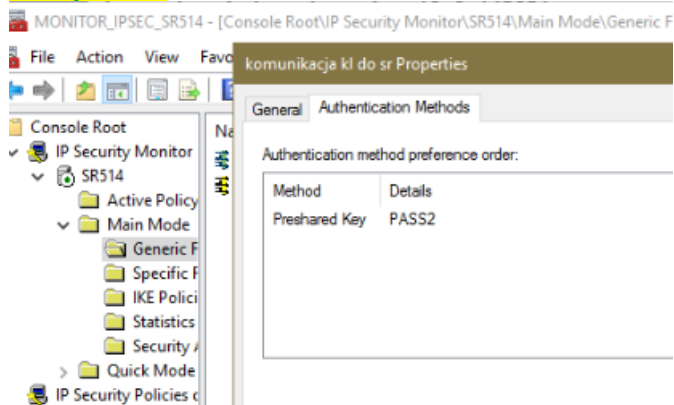 MONITOR_IPSEC_SR514 - [Console Root\IP Security Monitor\SR514\Main Mode\Generic F
File Action View Favo
komunikacja kl do sr Properties
General Authentication Methods
Console Root
Na
IP Security Monitor
SR514
Active Policy
Main Mode
Generic F
Specific F
IKE Polici
Statistics
Security A
Quick Mode
IP Security Policies c
Authentication method preference order:
Method Details
Preshared Key PASS2